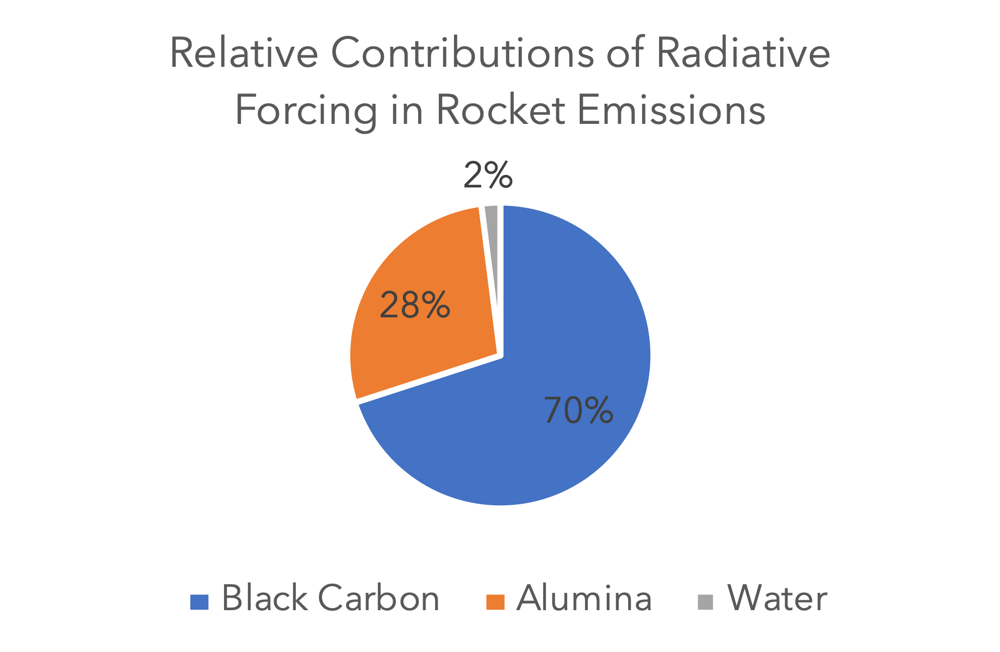 Relative Contributions of Radiative
Forcing in Rocket Emissions
2%
28%
70%
Black Carbon
Alumina
Water